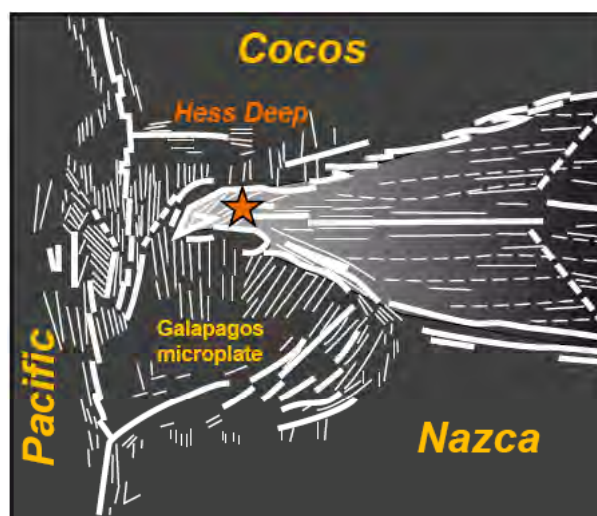 Cocos
Hess Deep
Galapagos
microplate
Pacific
Nazca